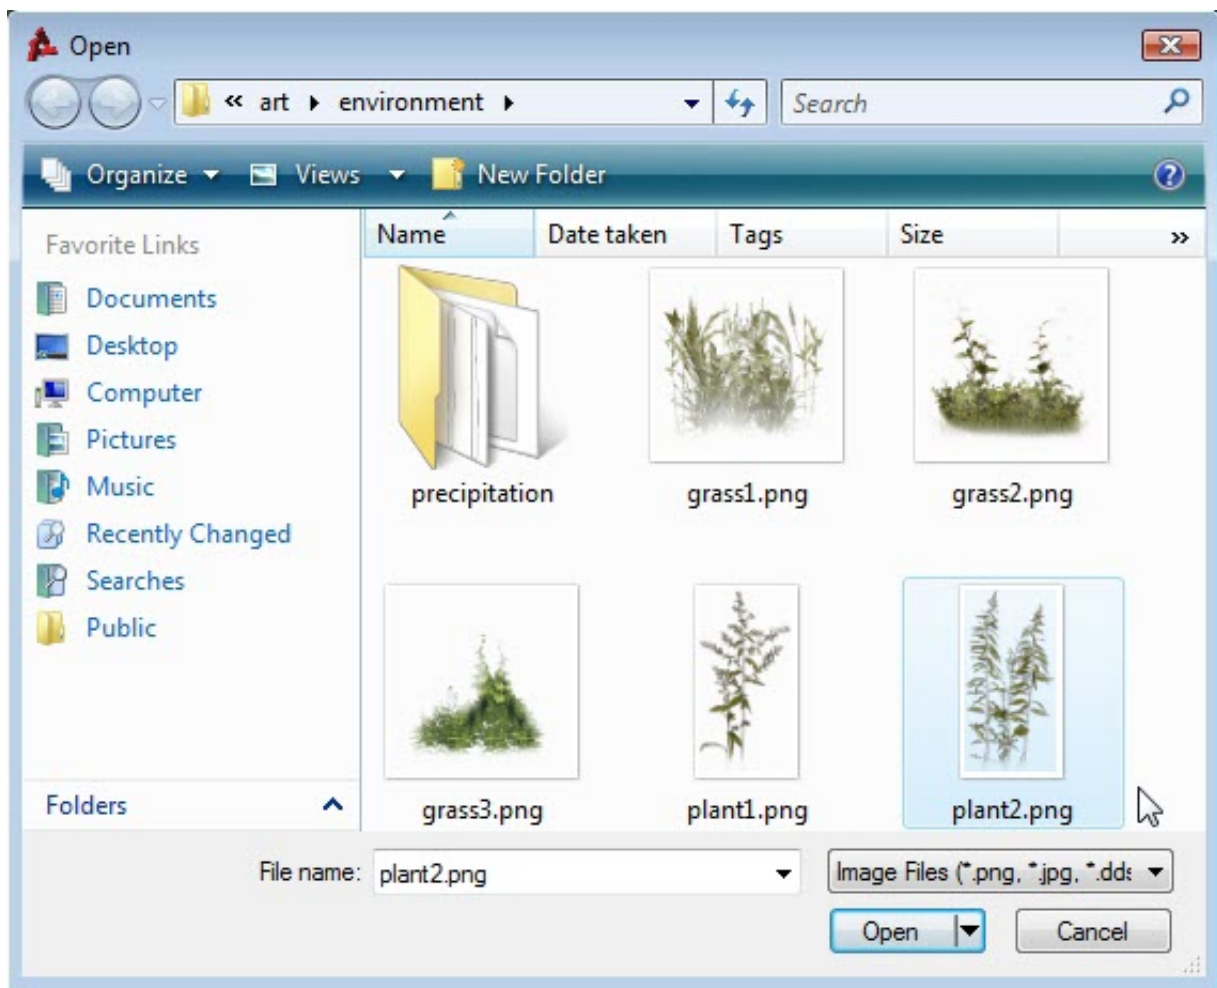 Open
« art ▸ environment ▸
Search
Organize Views New Folder
Name Date taken Tags Size »
Favorite Links
Documents
Desktop
Computer
Pictures
Music
Recently Changed
Searches
Public
precipitation grass1.png grass2.png
grass3.png plant1.png plant2.png
Folders
File name: plant2.png Image Files (*.png, *.jpg, *.dds
Open Cancel